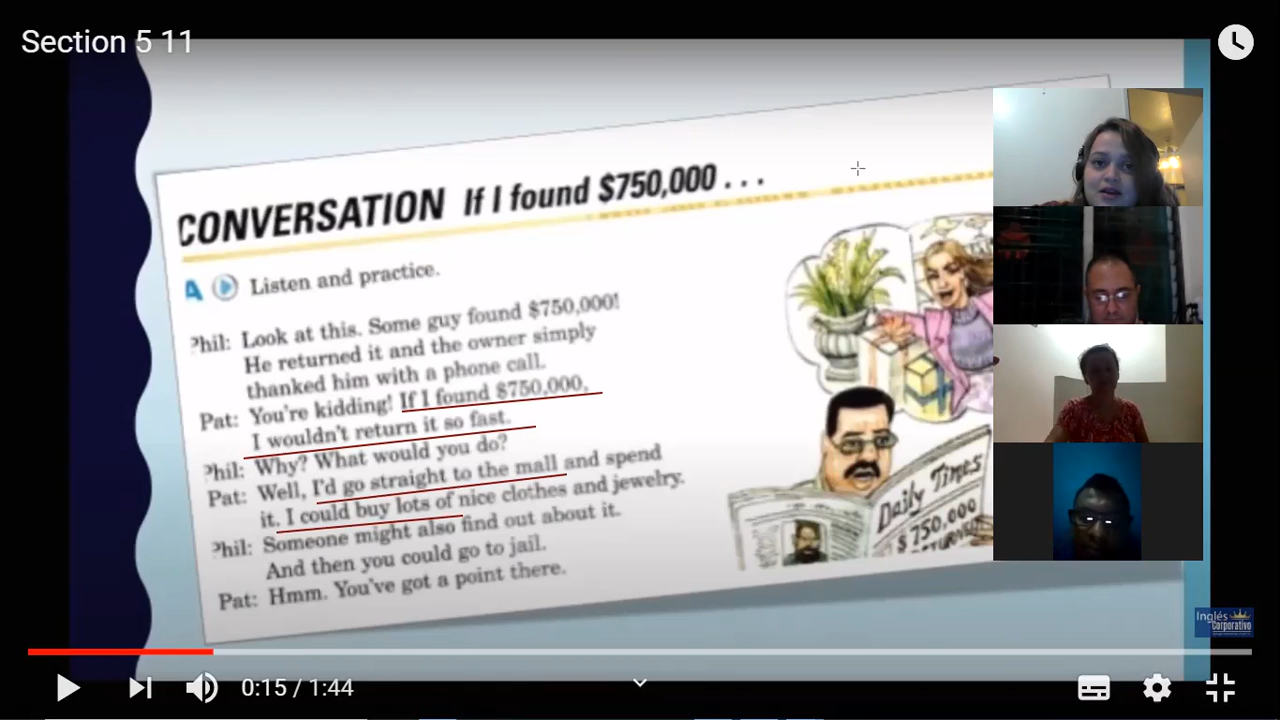 Section 5 11
CONVERSATION If I found $750,000 . . .
A Listen and practice.
Phil: Look at this. Some guy found $750,000!
He returned it and the owner simply
thanked him with a phone call.
Pat: You're kidding! If I found $750,000,
I wouldn't return it so fast.
Phil: Why? What would you do?
Pat: Well, I'd go straight to the mall and spend
it. I could buy lots of nice clothes and jewelry.
Phil: Someone might also find out about it.
And then you could go to jail.
Pat: Hmm. You've got a point there.
Daily Times
$750,000
RETURNED
Inglés
Corporativo
0:15 / 1:44